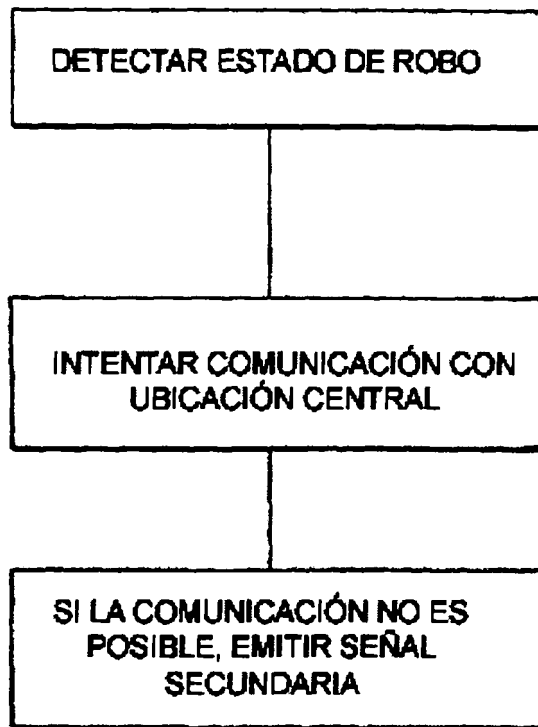 DETECTAR ESTADO DE ROBO
INTENTAR COMUNICACIÓN CON
UBICACIÓN CENTRAL
SI LA COMUNICACIÓN NO ES
POSIBLE, EMITIR SEÑAL
SECUNDARIA